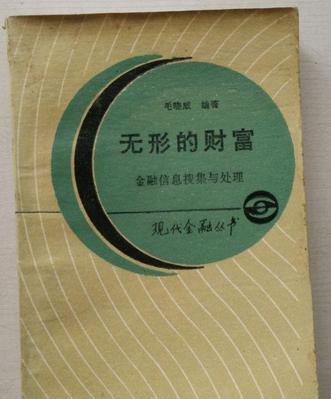 毛晓威 编著
无形的财富
金融信息搜集与处理
现代金融丛书